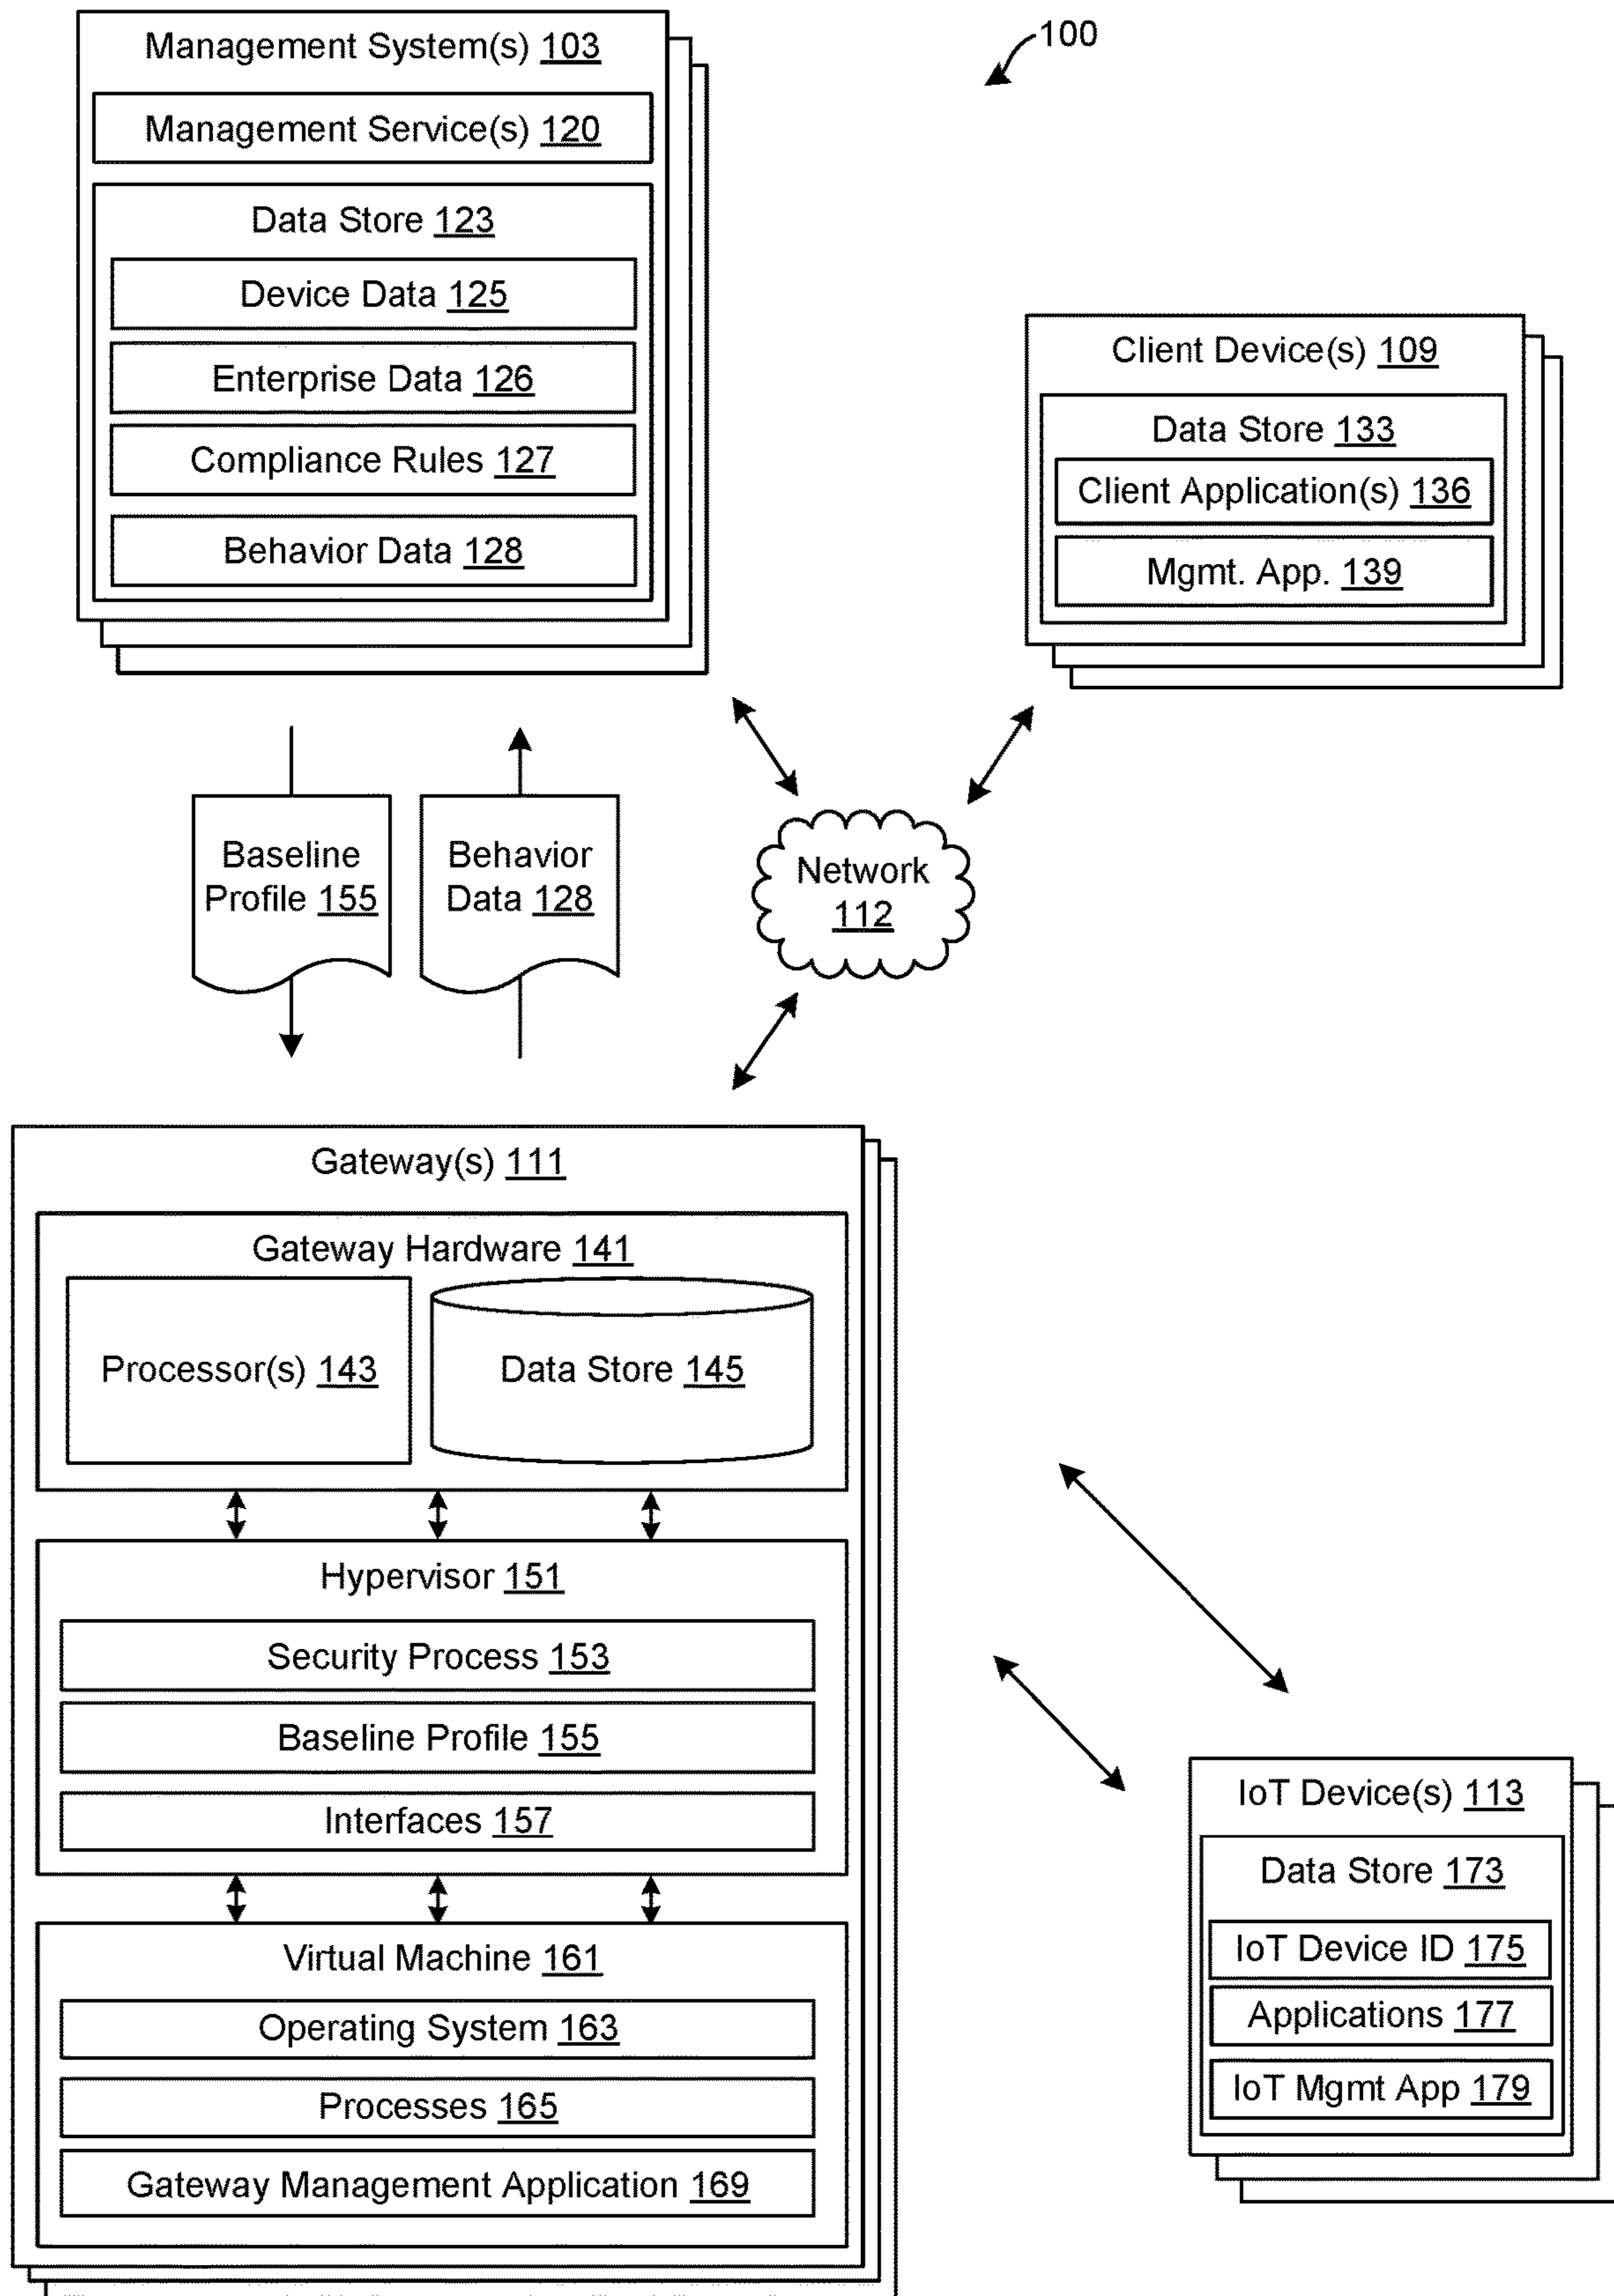 100
Management System(s) 103
Management Service(s) 120
Data Store 123
Device Data 125
Enterprise Data 126
Compliance Rules 127
Behavior Data 128
Client Device(s) 109
Data Store 133
Client Application(s) 136
Mgmt. App. 139
Baseline
Profile 155
Behavior
Data 128
Network
112
Gateway(s) 111
Gateway Hardware 141
Processor(s) 143
Data Store 145
Hypervisor 151
Security Process 153
Baseline Profile 155
Interfaces 157
Virtual Machine 161
Operating System 163
Processes 165
Gateway Management Application 169
IoT Device(s) 113
Data Store 173
IoT Device ID 175
Applications 177
IoT Mgmt App 179